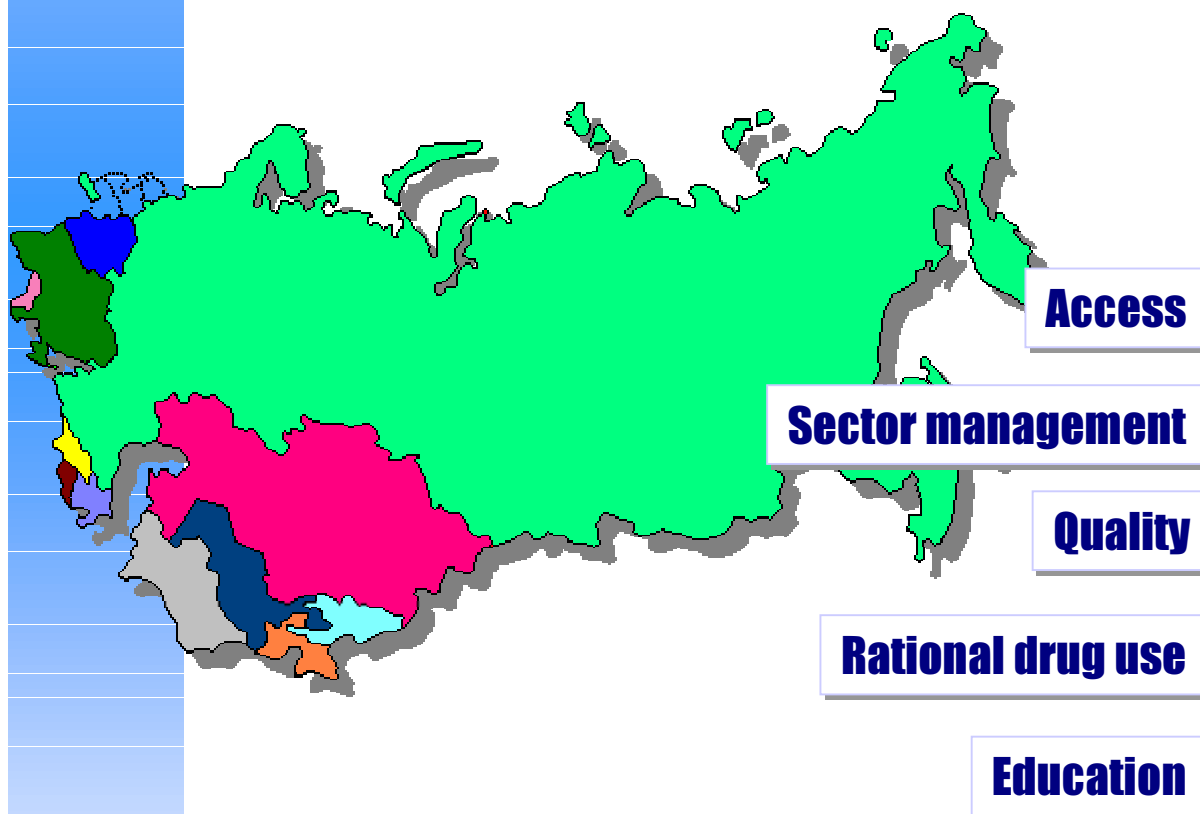 Access
Sector management
Quality
Rational drug use
Education